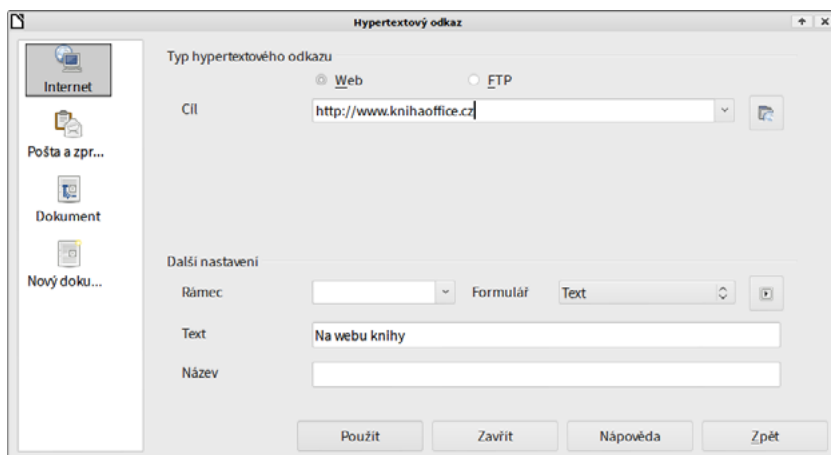 Hypertextový odkaz
Internet
Pošta a zpr...
Dokument
Nový doku...
Typ hypertextového odkazu
Web
FTP
Cíl
http://www.knihaoffice.cz
Další nastavení
Rámec
Formulář
Text
Text
Na webu knihy
Název
Použít
Zavřít
Nápověda
Zpět